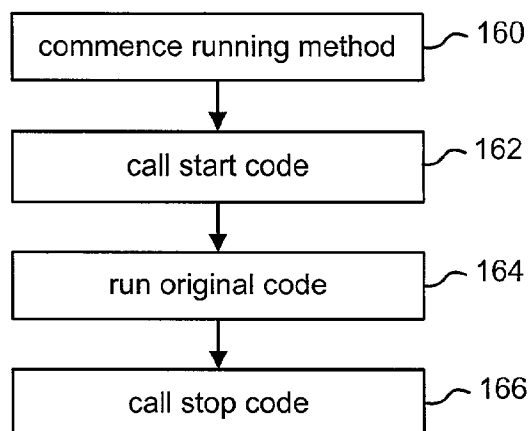 commence running method 160
call start code 162
run original code 164
call stop code 166